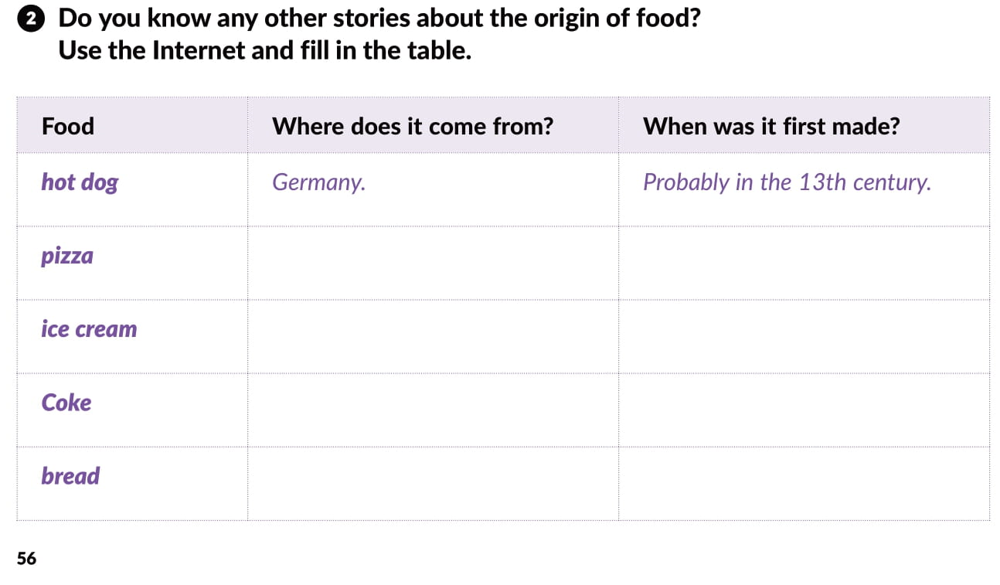 2 Do you know any other stories about the origin of food?
Use the Internet and fill in the table.
Food Where does it come from? When was it first made?
hot dog Germany. Probably in the 13th century.
pizza
ice cream
Coke
bread
56